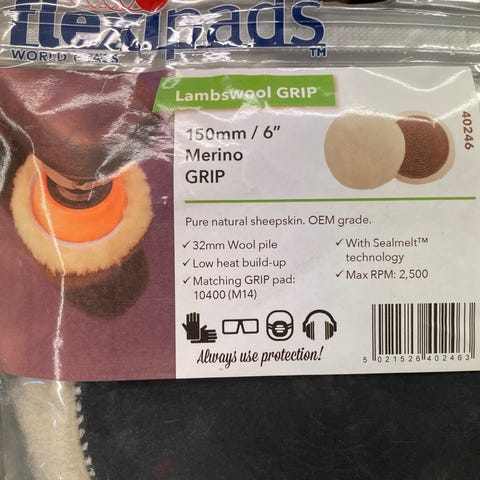 flexipads
WORLD CLASS
TM
Lambswool GRIP
150mm / 6”
Merino
GRIP
40246
Pure natural sheepskin. OEM grade.
✓ 32mm Wool pile
✓ Low heat build-up
✓ Matching GRIP pad:
10400 (M14)
✓ With Sealmelt™
technology
✓ Max RPM: 2,500
Always use protection!
5 021526 402463